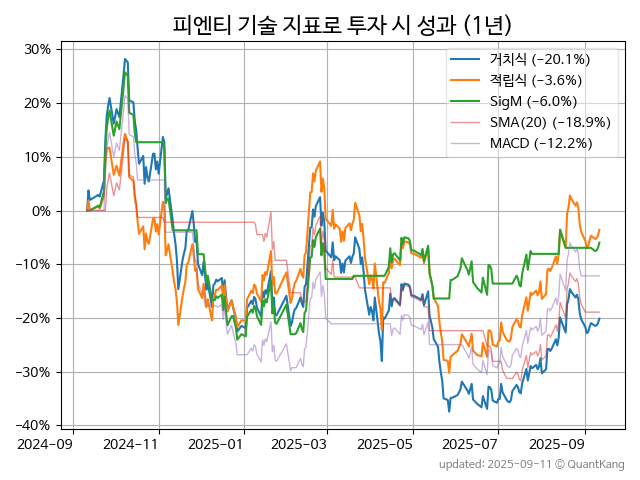 피엔티 기술 지표로 투자 시 성과 (1년)
30%
20%
10%
0%
−10%
−20%
−30%
−40%
거치식 (−20.1%)
적립식 (−3.6%)
SigM (−6.0%)
SMA(20) (−18.9%)
MACD (−12.2%)
2024-09
2024-11
2025-01
2025-03
2025-05
2025-07
2025-09
updated: 2025-09-11 © QuantKang